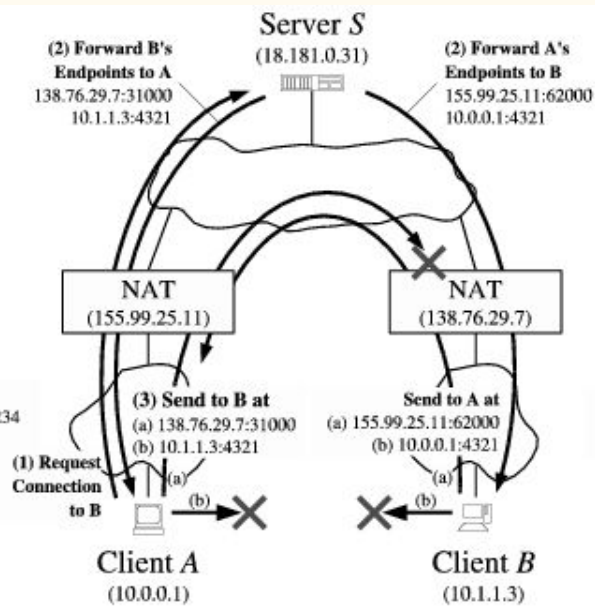 Server S
(18.181.0.31)
(2) Forward B's
Endpoints to A
138.76.29.7:31000
10.1.1.3:4321
(2) Forward A's
Endpoints to B
155.99.25.11:62000
10.0.0.1:4321
NAT
(155.99.25.11)
NAT
(138.76.29.7)
34
(1) Request
Connection
to B
(3) Send to B at
(a) 138.76.29.7:31000
(b) 10.1.1.3:4321
(a)
(b)
Send to A at
(a) 155.99.25.11:62000
(b) 10.0.0.1:4321
(a)
(b)
Client A
(10.0.0.1)
Client B
(10.1.1.3)